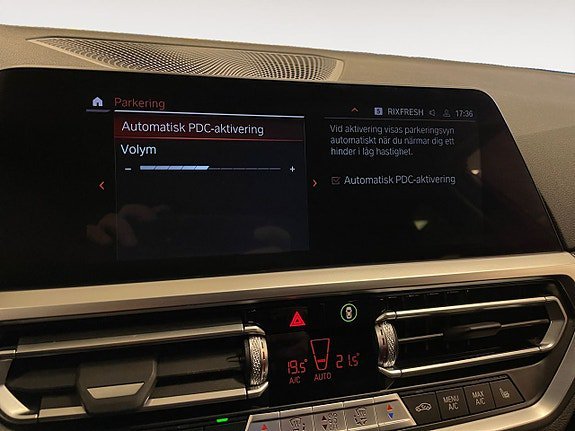 Parkering
S RIXFRESH 17:36
Automatisk PDC-aktivering
Volym
- +
Vid aktivering visas parkeringsvyn
automatiskt när du närmar dig ett
hinder i låg hastighet.
Automatisk PDC-aktivering
19.5° 21.5°
A/C AUTO
MENU
A/C
MAX
A/C